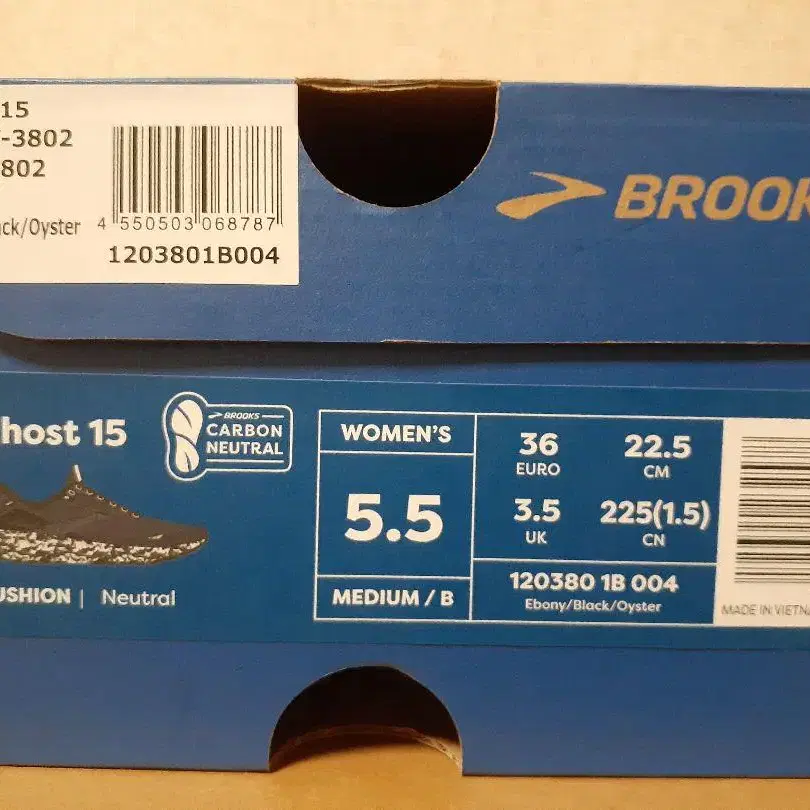 15
-3802
802
ck/Oyster
4 550503 068787
1203801B004
BROOK
host 15
BROOKS
CARBON
NEUTRAL
USHION | Neutral
WOMEN'S
5.5
MEDIUM / B
36
EURO
22.5
CM
3.5
UK
225(1.5)
CN
120380 1B 004
Ebony/Black/Oyster
MADE IN VIETNA